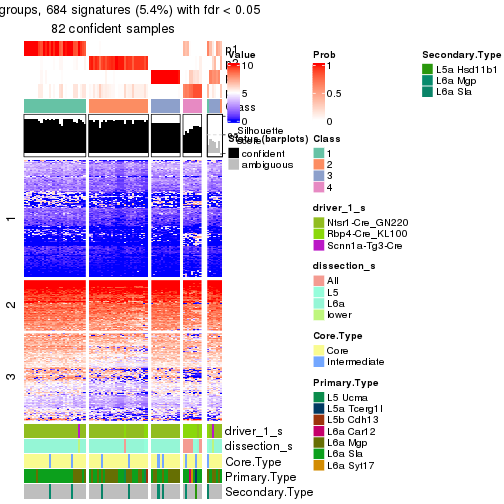 groups, 684 signatures (5.4%) with fdr < 0.05
82 confident samples
Value
10
5
0
Prob
1
0.5
0
Secondary.Type
L5a Hsd11b1
L6a Mgp
L6a Sla
Silhouette
score
Status (barplots)
confident
ambiguous
Class
1
2
3
4
driver_1_s
Ntsr1-Cre_GN220
Rbp4-Cre_KL100
Scnn1a-Tg3-Cre
dissection_s
All
L5
L6a
lower
Core.Type
Core
Intermediate
Primary.Type
L5 Ucma
L5a Tcerg1l
L5b Cdh13
L6a Car12
L6a Mgp
L6a Sla
L6a Syt17
1
2
3
driver_1_s
dissection_s
Core.Type
Primary.Type
Secondary.Type